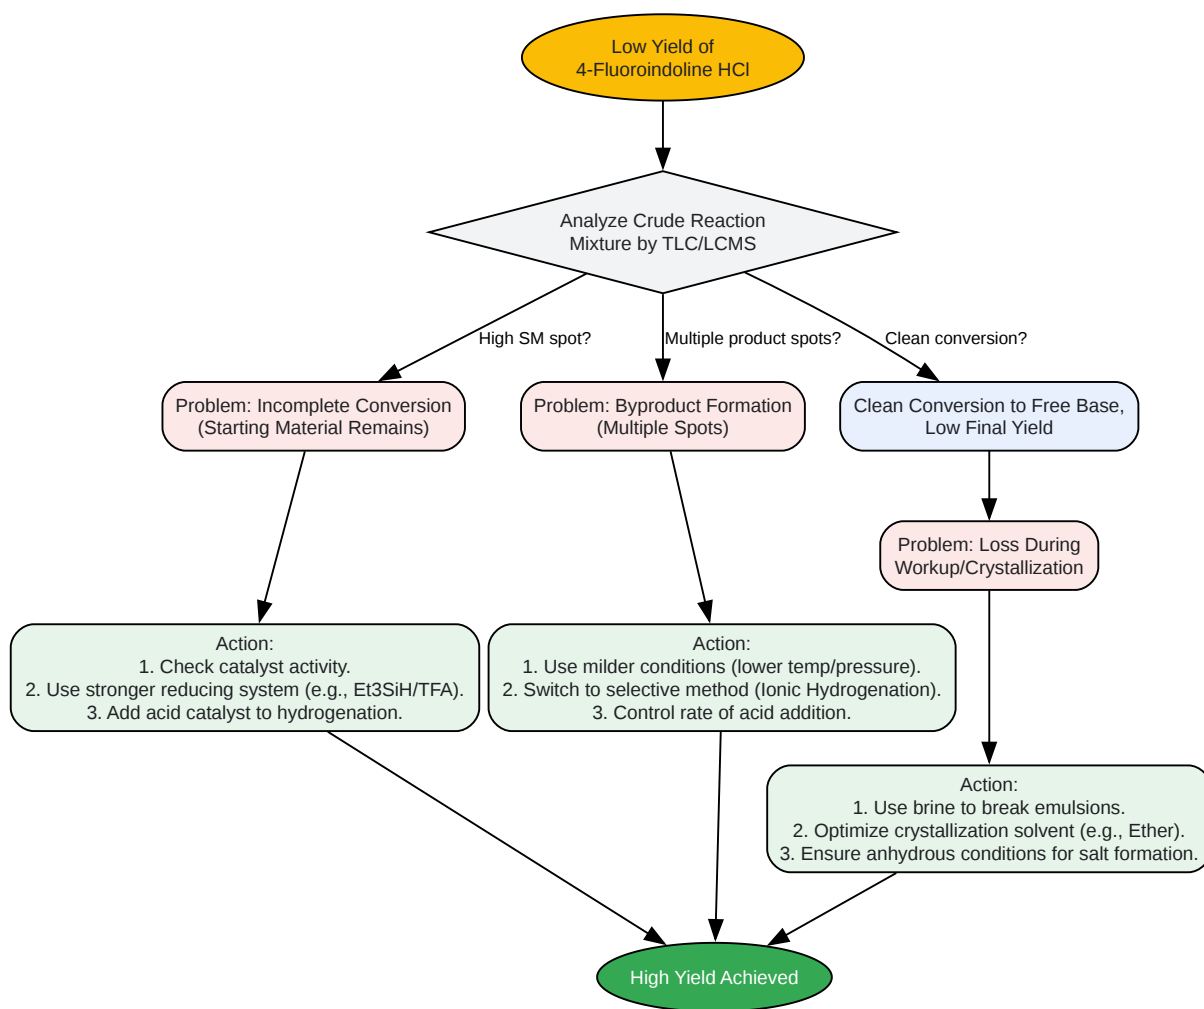 Low Yield of
4-Fluoroindoline HCl
Analyze Crude Reaction
Mixture by TLC/LCMS
High SM spot?
Multiple product spots?
Clean conversion?
Problem: Incomplete Conversion
(Starting Material Remains)
Problem: Byproduct Formation
(Multiple Spots)
Clean Conversion to Free Base,
Low Final Yield
Problem: Loss During
Workup/Crystallization
Action:
1. Check catalyst activity.
2. Use stronger reducing system (e.g., Et3SiH/TFA).
3. Add acid catalyst to hydrogenation.
Action:
1. Use milder conditions (lower temp/pressure).
2. Switch to selective method (Ionic Hydrogenation).
3. Control rate of acid addition.
Action:
1. Use brine to break emulsions.
2. Optimize crystallization solvent (e.g., Ether).
3. Ensure anhydrous conditions for salt formation.
High Yield Achieved